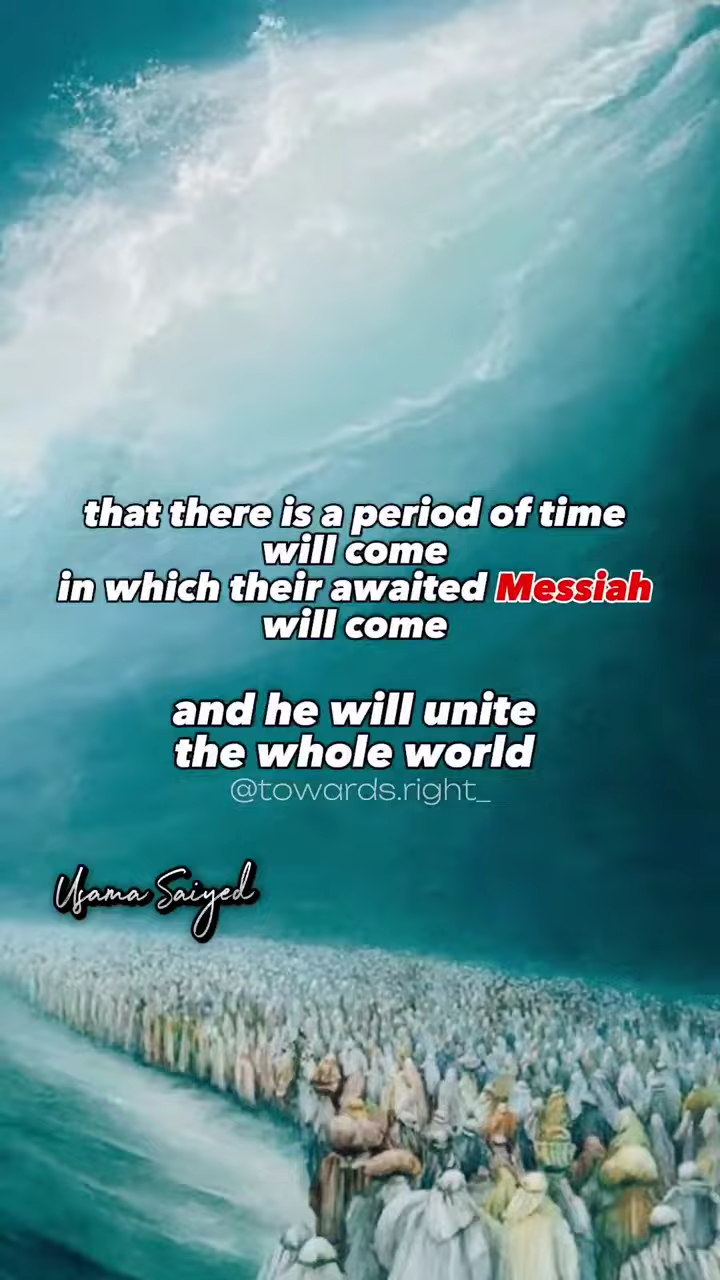 that there is a period of time
will come
in which their awaited Messiah
will come
and he will unite
the whole world
@towards.right_
Usama Saiyed